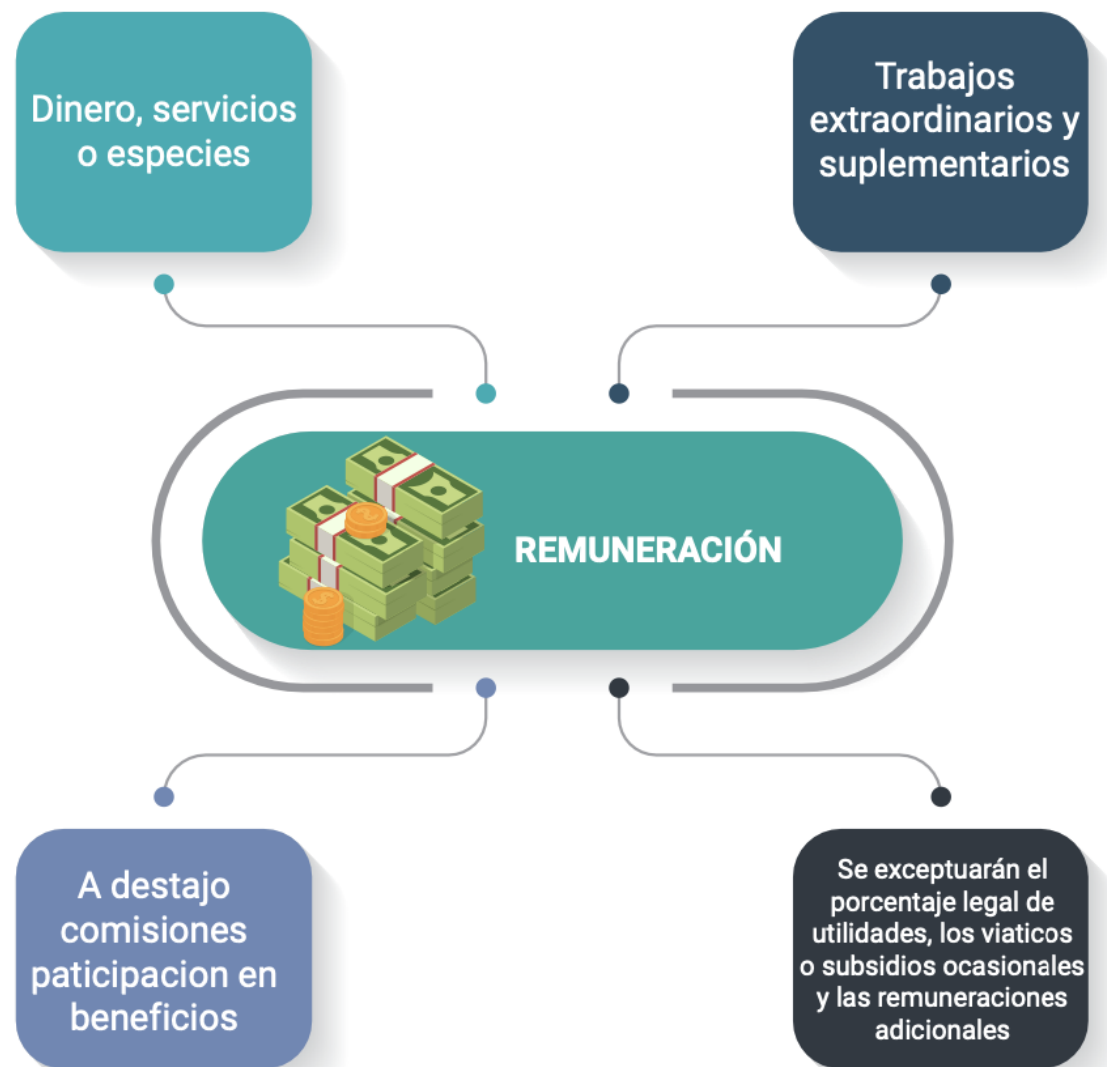 Dinero, servicios
o especies
Trabajos
extraordinarios y
suplementarios
REMUNERACIÓN
A destajo
comisiones
paticipacion en
beneficios
Se exceptuarán el
porcentaje legal de
utilidades, los viaticos
o subsidios ocasionales
y las remuneraciones
adicionales